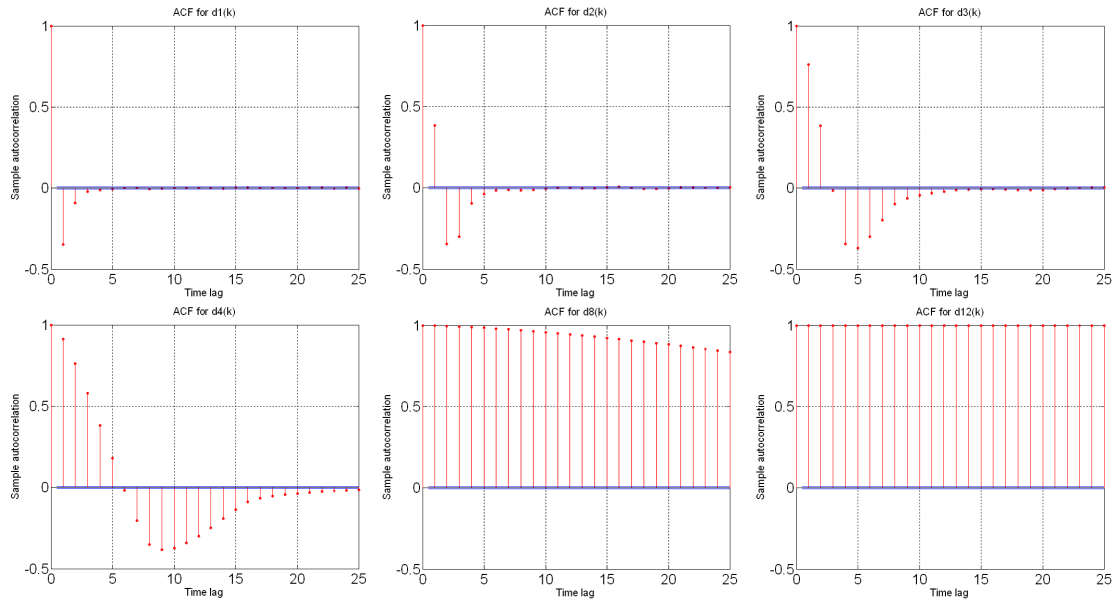 ACF for d1(k)
1
0.5
0
-0.5
0 5 10 15 20 25
Sample autocorrelation
Time lag
ACF for d2(k)
1
0.5
0
-0.5
0 5 10 15 20 25
Sample autocorrelation
Time lag
ACF for d3(k)
1
0.5
0
-0.5
0 5 10 15 20 25
Sample autocorrelation
Time lag
ACF for d4(k)
1
0.5
0
-0.5
0 5 10 15 20 25
Sample autocorrelation
Time lag
ACF for d8(k)
1
0.5
0
-0.5
0 5 10 15 20 25
Sample autocorrelation
Time lag
ACF for d12(k)
1
0.5
0
-0.5
0 5 10 15 20 25
Sample autocorrelation
Time lag